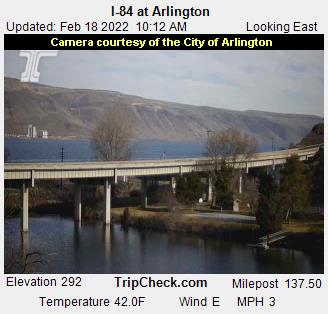 I-84 at Arlington
Updated: Feb 18 2022 10:12 AM Looking East
Camera courtesy of the City of Arlington
Elevation 292 TripCheck.com Milepost 137.50
Temperature 42.0F Wind E MPH 3